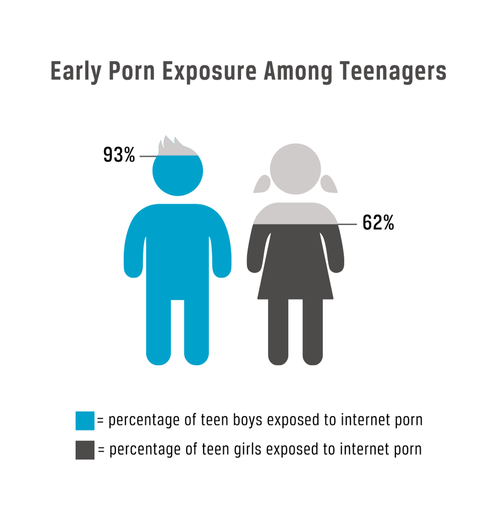 Early Porn Exposure Among Teenagers
93%
62%
= percentage of teen boys exposed to internet porn
= percentage of teen girls exposed to internet porn